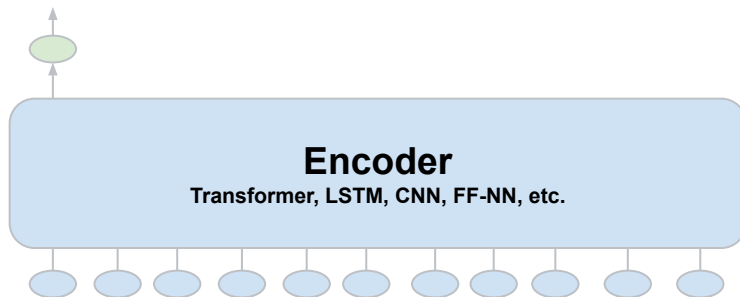 Encoder
Transformer, LSTM, CNN, FF-NN, etc.